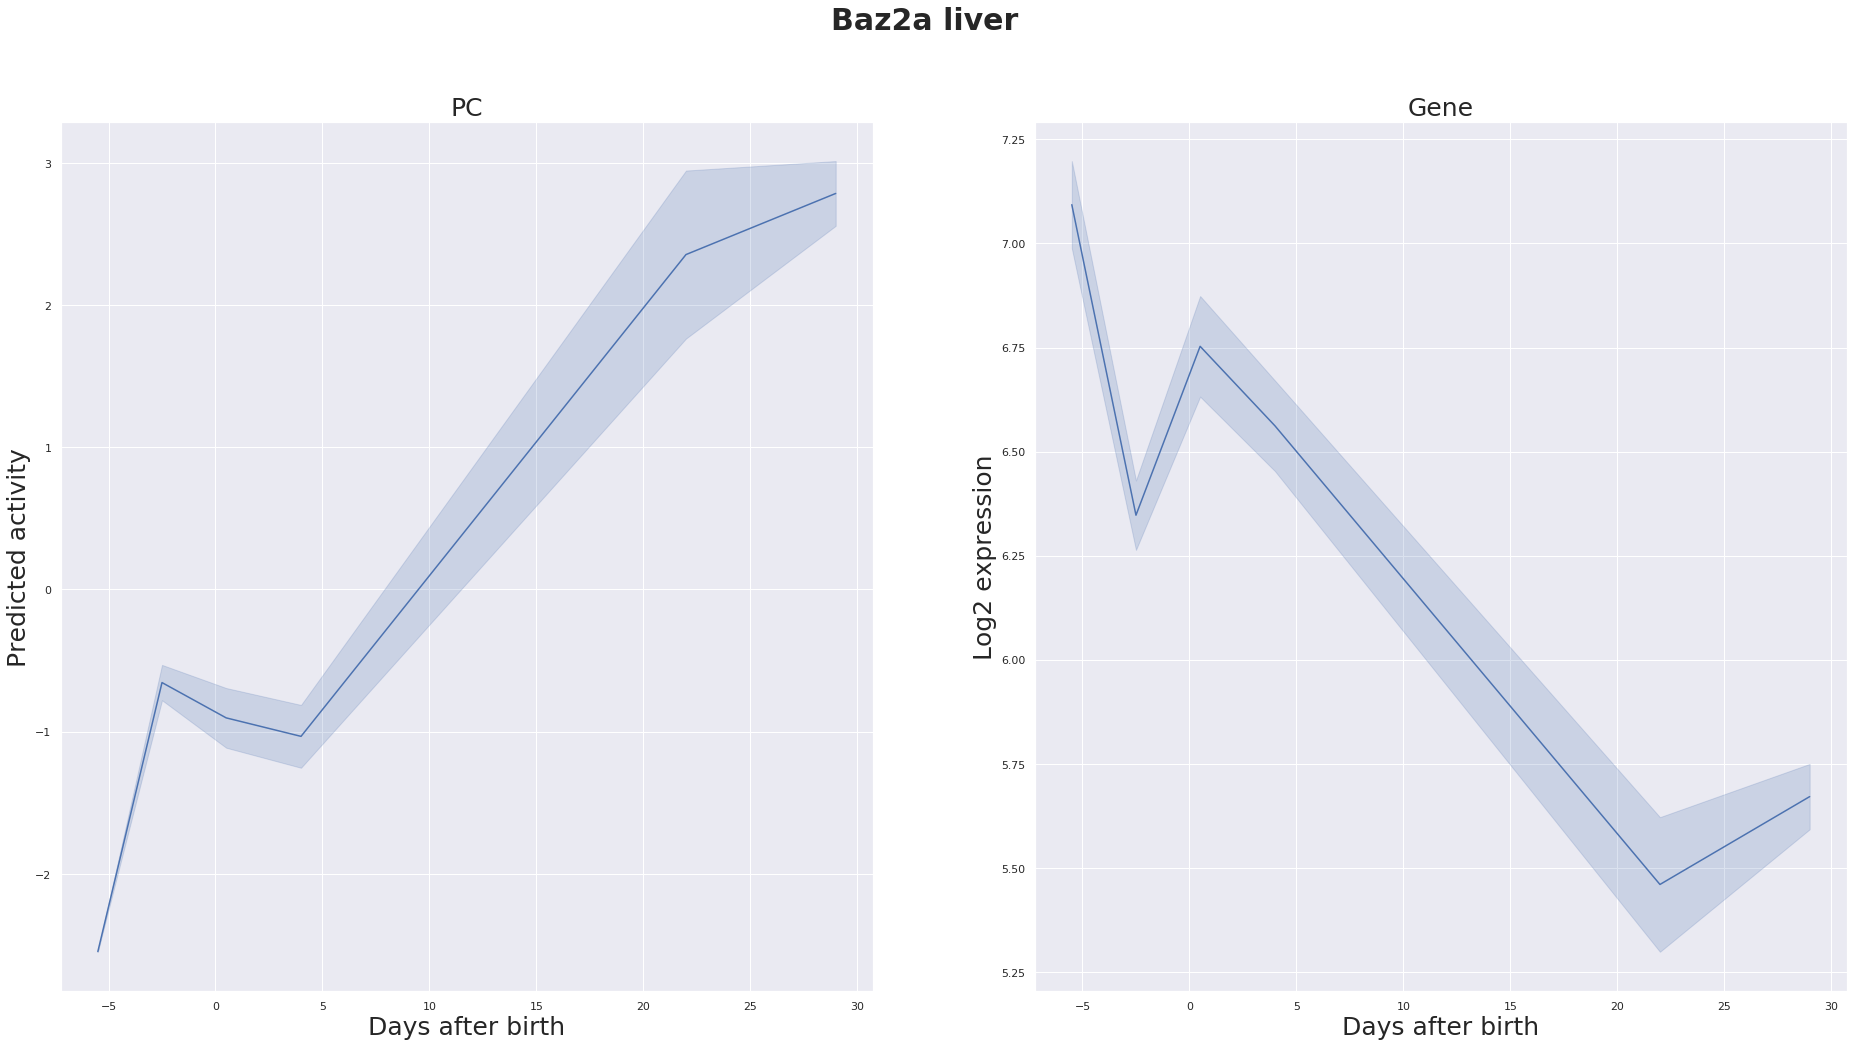 Baz2a liver
PC
Predicted activity
3
2
1
0
−1
−2
−5 0 5 10 15 20 25 30
Days after birth
Gene
Log2 expression
7.25
7.00
6.75
6.50
6.25
6.00
5.75
5.50
5.25
−5 0 5 10 15 20 25 30
Days after birth